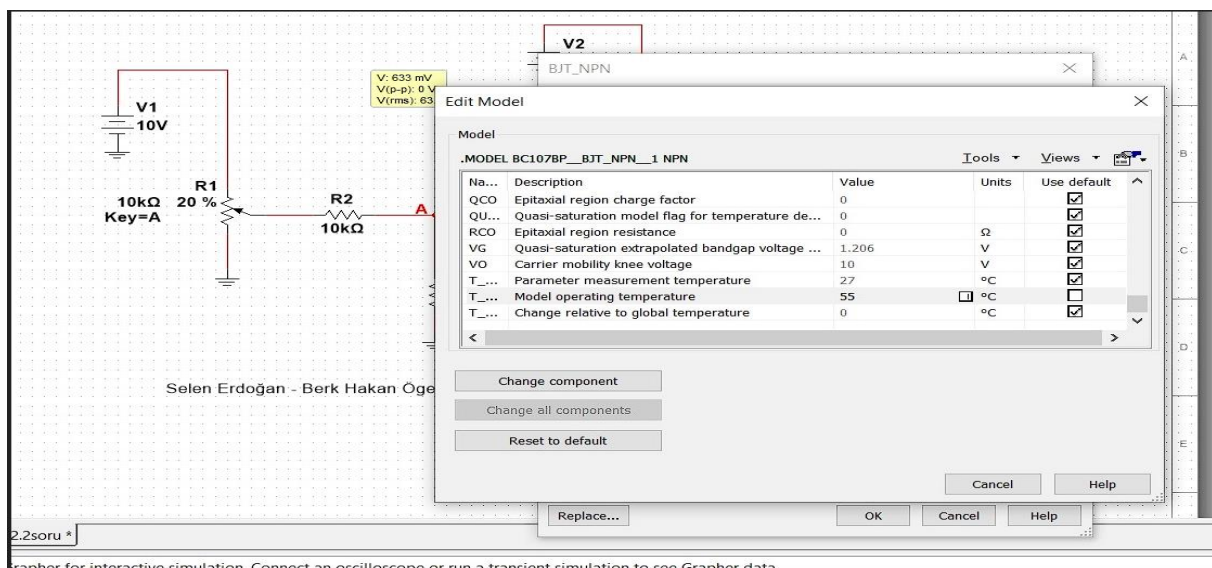 V2
BJT_NPN
V: 633 mV
V(p-p): 0 V
V(rms): 63
V1
10V
R1
10kΩ 20 %
Key=A
R2
10kΩ
A
Edit Model
Model
.MODEL BC107BP__BJT_NPN__1 NPN Tools Views
Na... Description Value Units Use default
QCO Epitaxial region charge factor 0
QU... Quasi-saturation model flag for temperature de... 0
RCO Epitaxial region resistance 0 Ω
VG Quasi-saturation extrapolated bandgap voltage ... 1.206 V
VO Carrier mobility knee voltage 10 V
T_... Parameter measurement temperature 27 °C
T_... Model operating temperature 55 °C
T_... Change relative to global temperature 0 °C
Change component
Change all components
Reset to default
Cancel Help
Selen Erdoğan - Berk Hakan Öge
Replace... OK Cancel Help
A
B
C
D
E
2.2soru *
rapher for interactive simulation. Connect an oscilloscope or run a transient simulation to see Grapher data.